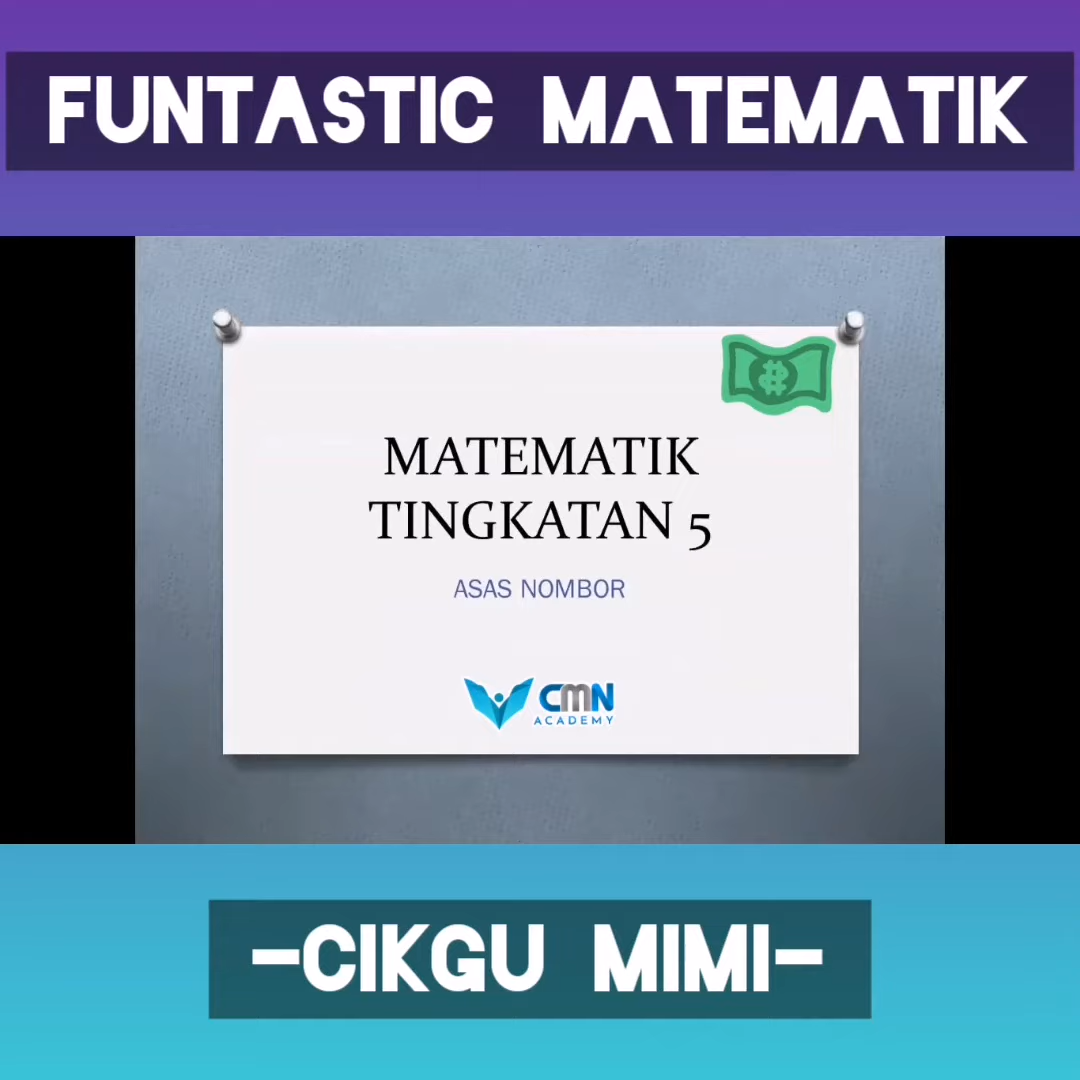 FUNTASTIC MATEMATIK
MATEMATIK
TINGKATAN 5
ASAS NOMBOR
CMN
ACADEMY
-CIKGU MIMI-